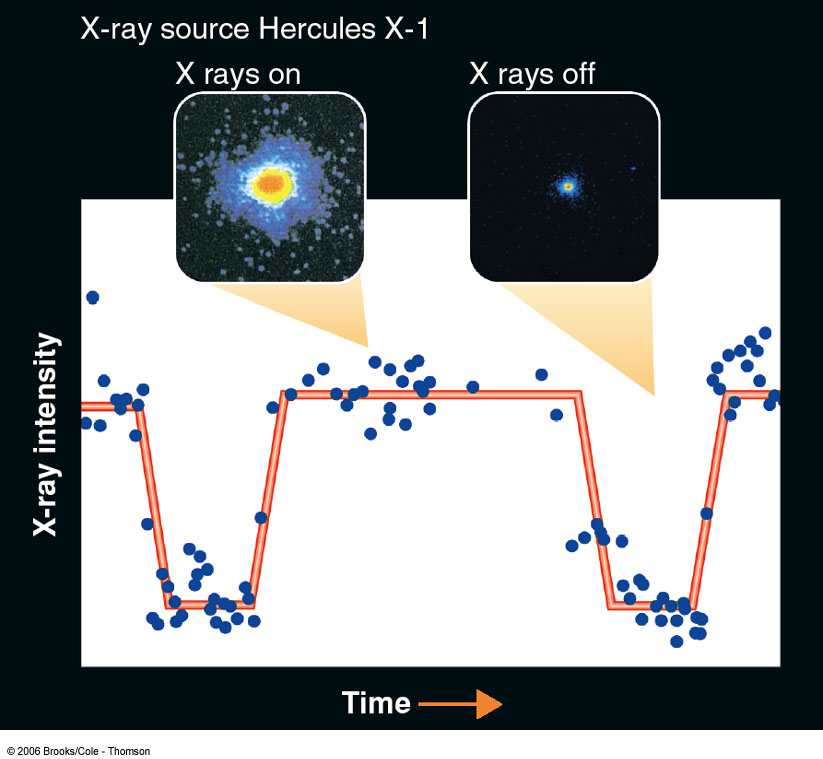 X-ray source Hercules X-1
X rays on
X rays off
X-ray intensity
Time
© 2006 Brooks/Cole - Thomson